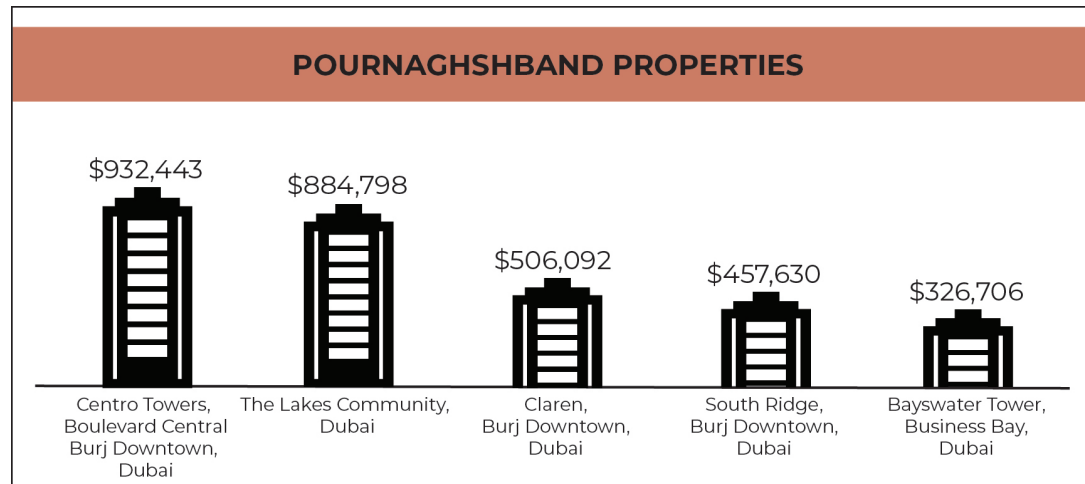 POURNAGHSHBAND PROPERTIES
$932,443
$884,798
$506,092
$457,630
$326,706
Centro Towers,
Boulevard Central
Burj Downtown,
Dubai
The Lakes Community,
Dubai
Claren,
Burj Downtown,
Dubai
South Ridge,
Burj Downtown,
Dubai
Bayswater Tower,
Business Bay,
Dubai